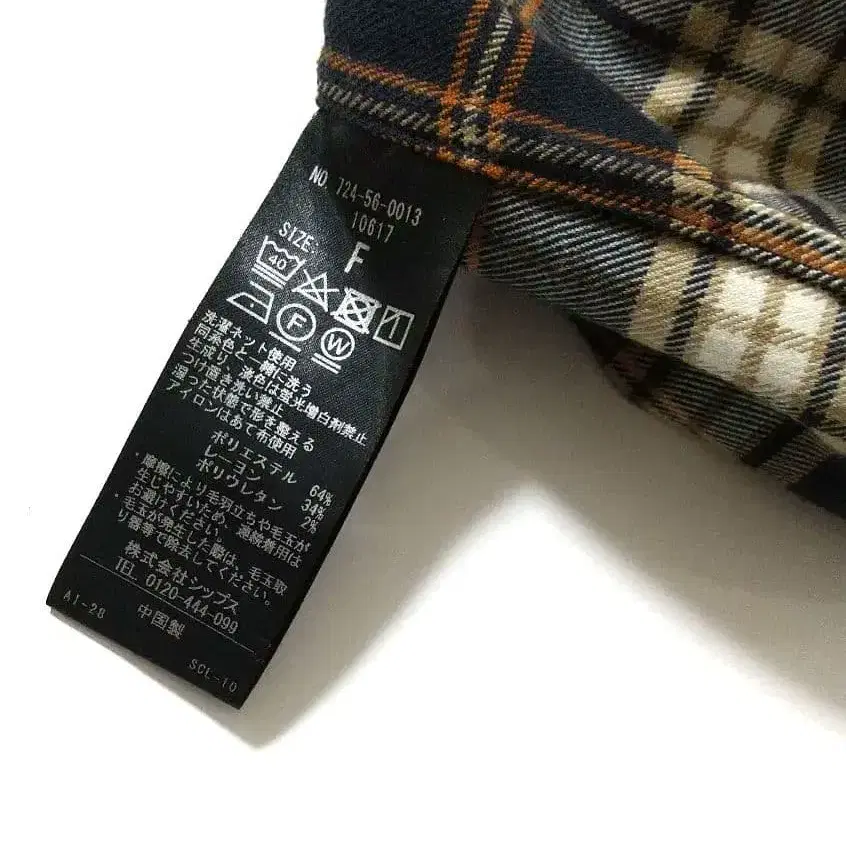 NO 724-56-0013
10617
SIZE: F
40
F
W
洗濯ネット使用
同系色と一緒に洗う
生成り・淡色は蛍光増白剤禁止
つけ置き洗い禁止
湿った状態で形を整える
アイロンはあて布使用
ポリエステル 64%
レーヨン 34%
ポリウレタン 2%
・摩擦により毛羽立ちや毛玉が
生じやすいため、連続着用は
お避けください。
・毛玉が発生した際は、毛玉取
り器等で除去してください。
株式会社シップス
TEL 0120-444-099
AI-28
中国製
SCL-10